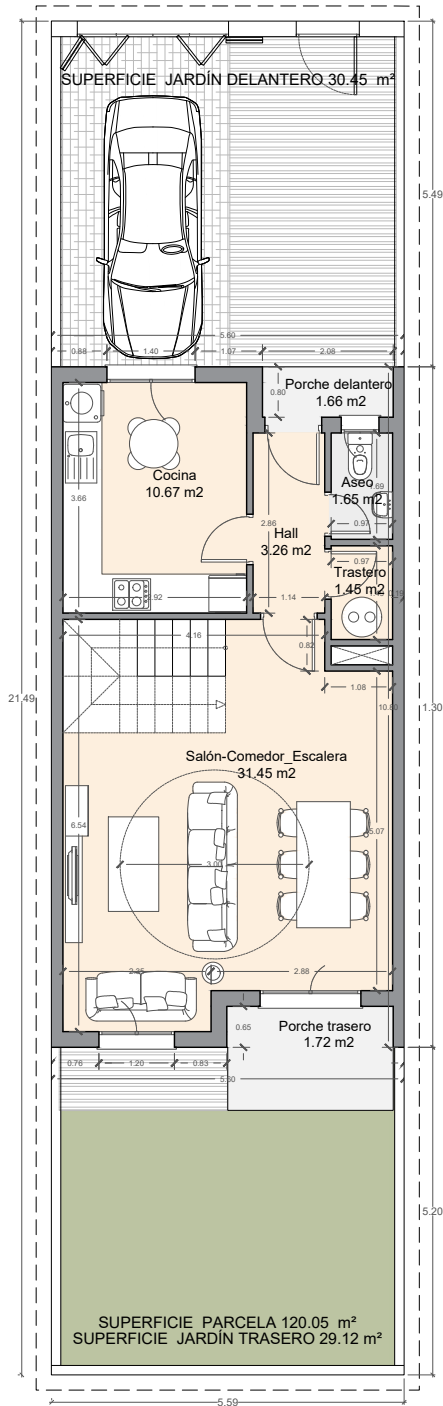 SUPERFICIE JARDÍN DELANTERO 30.45 m²
5.49
5.60
0.88
1.40
1.07
2.08
0.80
Porche delantero
1.66 m2
Cocina
10.67 m2
3.66
Aseo
1.65 m2
0.97
2.86
Hall
3.26 m2
0.97
Trastero
1.45 m2
1.14
4.16
0.82
21.49
1.08
1.30
Salón-Comedor_Escalera
31.45 m2
6.54
5.07
3.00
2.35
2.88
0.65
Porche trasero
1.72 m2
0.76
1.20
0.83
5.60
5.20
SUPERFICIE PARCELA 120.05 m²
SUPERFICIE JARDÍN TRASERO 29.12 m²
5.59